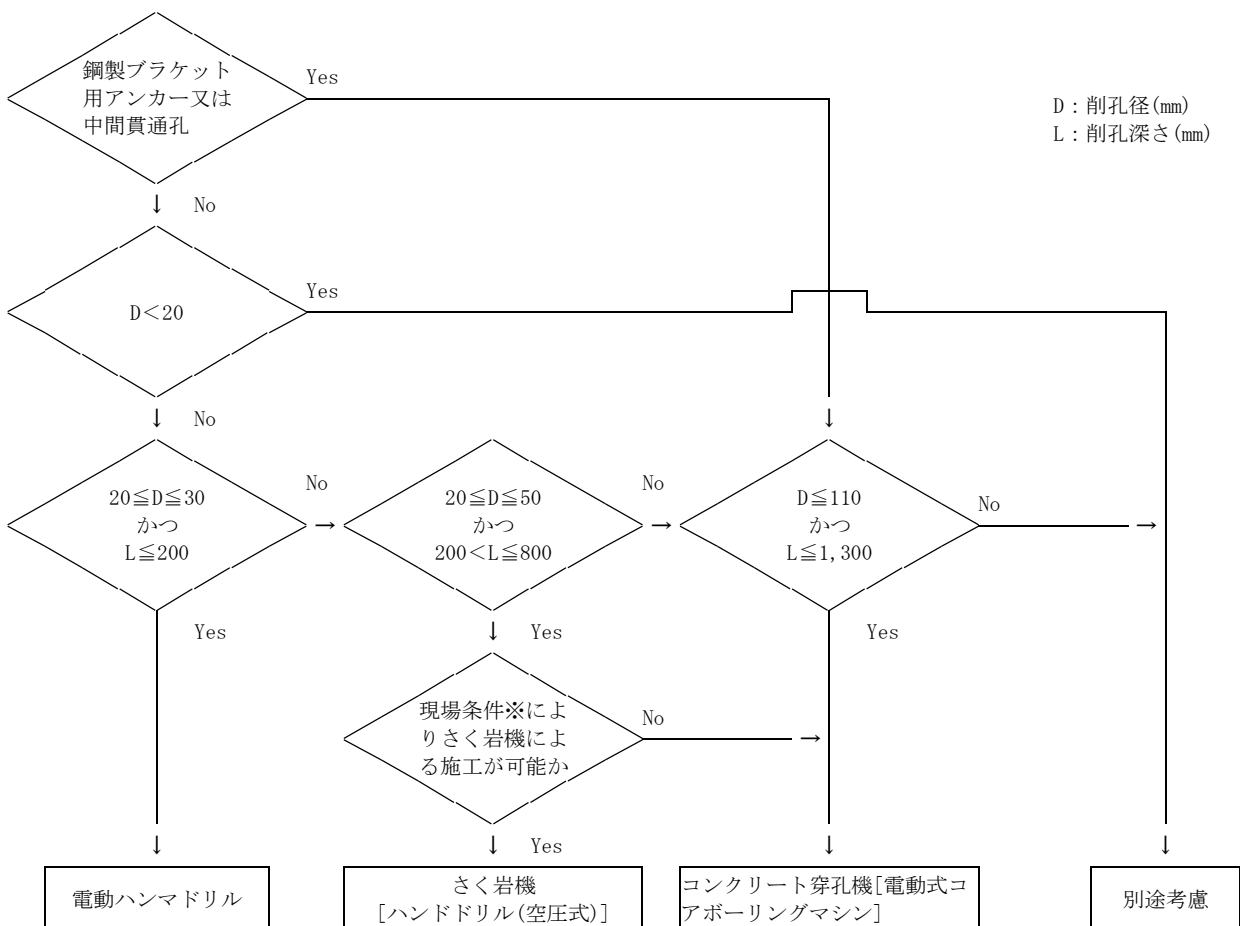 鋼製ブラケット
用アンカー又は
中間貫通孔
Yes
D：削孔径(㎜)
L：削孔深さ(㎜)
↓ No
D＜20
Yes
↓ No
↓
20≦D≦30
かつ
L≦200
No
→
20≦D≦50
かつ
200＜L≦800
No
→
D≦110
かつ
L≦1,300
No
→
Yes
↓ Yes
Yes
現場条件※によ
りさく岩機によ
る施工が可能か
No
→
↓
↓ Yes
↓
↓
電動ハンマドリル
さく岩機
[ハンドドリル(空圧式)]
コンクリート穿孔機[電動式コ
アボーリングマシン]
別途考慮